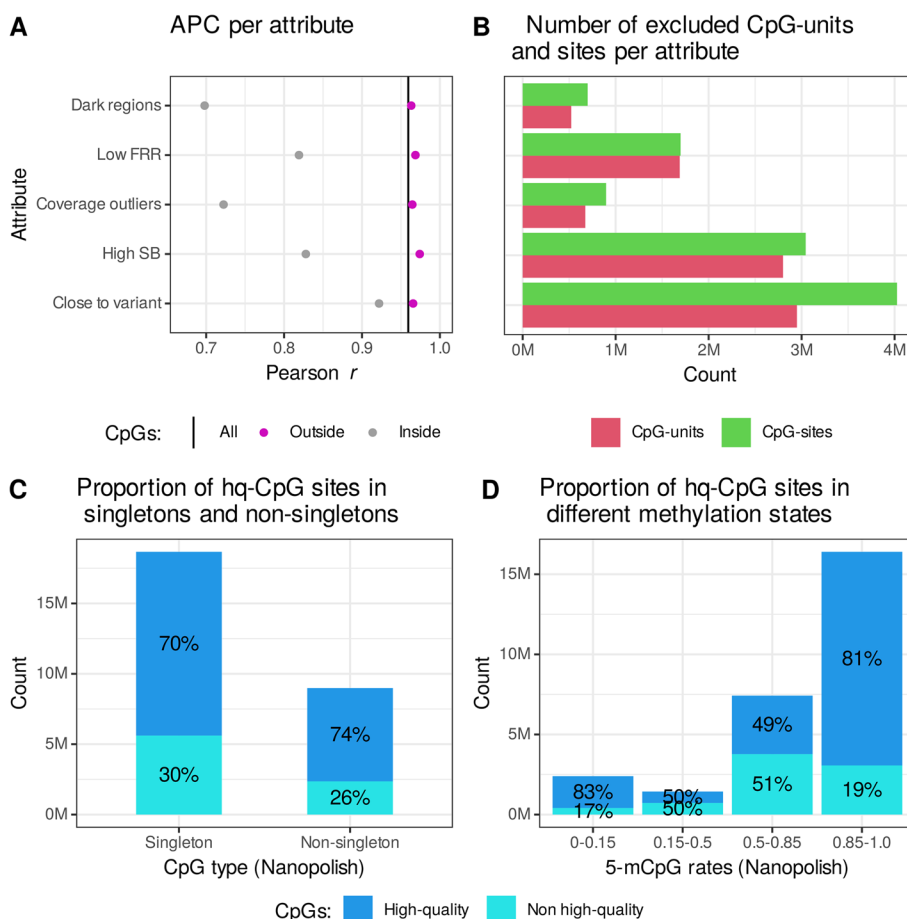 A
APC per attribute
Attribute
Dark regions
Low FRR
Coverage outliers
High SB
Close to variant
0.7 0.8 0.9 1.0
Pearson r
CpGs: All Outside Inside
B
Number of excluded CpG-units
and sites per attribute
0M 1M 2M 3M 4M
Count
CpG-units CpG-sites
C
Proportion of hq-CpG sites in
singletons and non-singletons
Count
15M
10M
5M
0M
70%
30%
74%
26%
Singleton Non-singleton
CpG type (Nanopolish)
D
Proportion of hq-CpG sites in
different methylation states
Count
15M
10M
5M
0M
83%
17%
50%
50%
49%
51%
81%
19%
0-0.15 0.15-0.5 0.5-0.85 0.85-1.0
5-mCpG rates (Nanopolish)
CpGs: High-quality Non high-quality